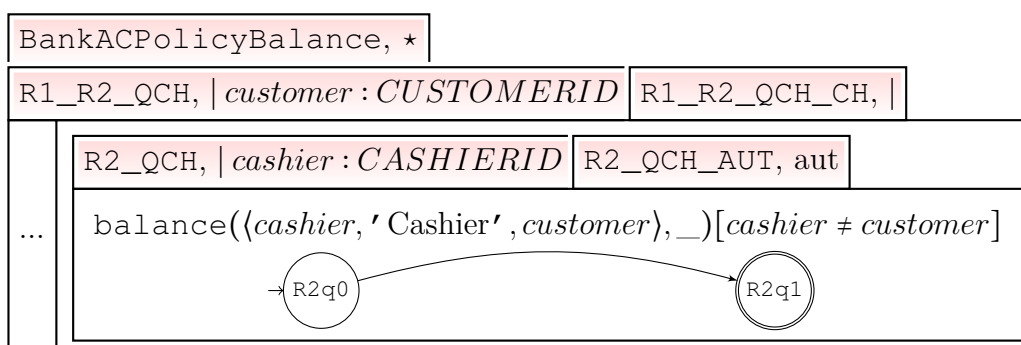 BankACPolicyBalance, ⋆
R1_R2_QCH, | customer : CUSTOMERID R1_R2_QCH_CH, |
R2_QCH, | cashier : CASHIERID R2_QCH_AUT, aut
... balance(⟨cashier, 'Cashier', customer⟩, _)[cashier ≠ customer]
R2q0 R2q1